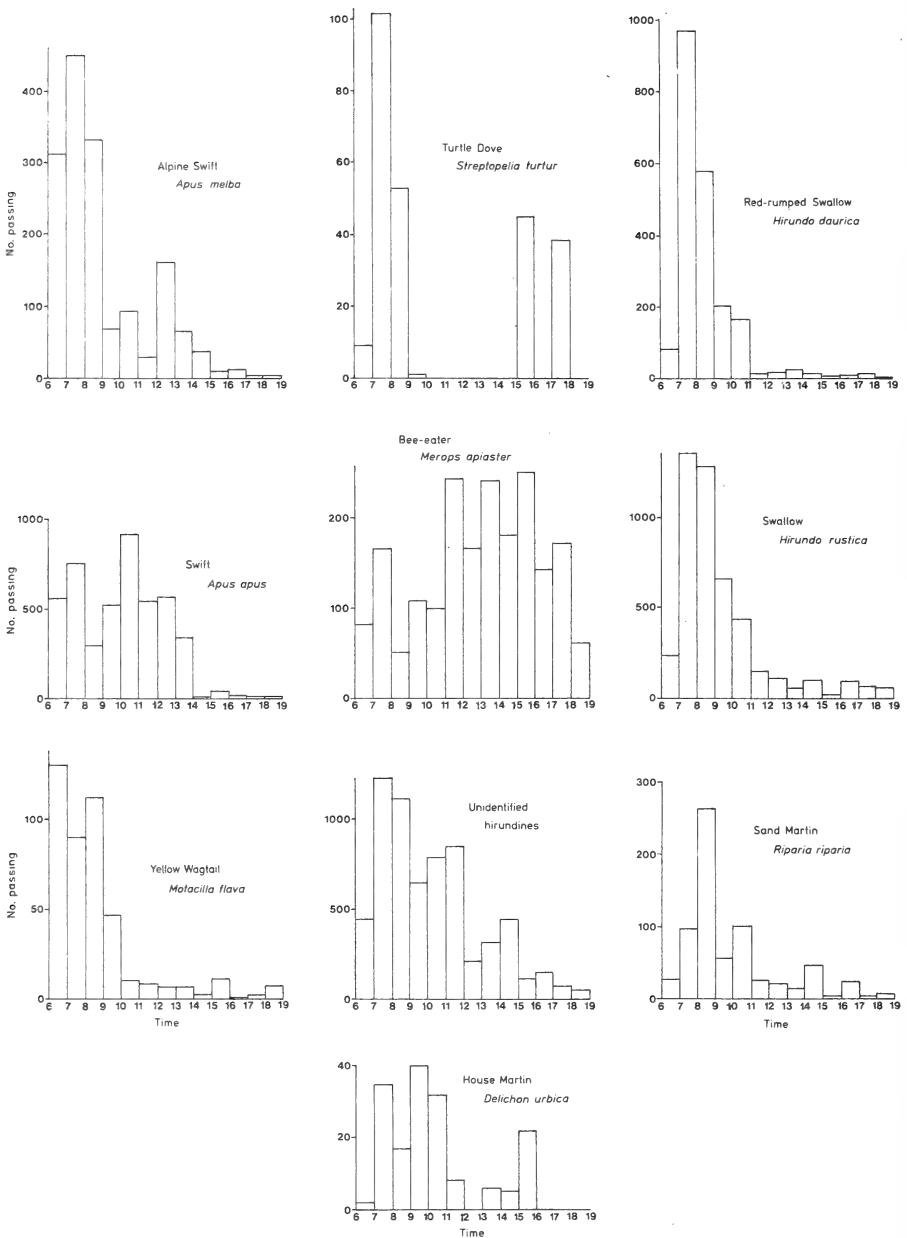 No. passing
400
300
200
100
0
6 7 8 9 10 11 12 13 14 15 16 17 18 19
Alpine Swift
Apus melba
100
80
60
40
20
0
6 7 8 9 10 11 12 13 14 15 16 17 18 19
Turtle Dove
Streptopelia turtur
1000
800
600
400
200
0
6 7 8 9 10 11 12 13 14 15 16 17 18 19
Red-rumped Swallow
Hirundo daurica
No. passing
1000
500
0
6 7 8 9 10 11 12 13 14 15 16 17 18 19
Swift
Apus apus
Bee-eater
Merops apiaster
200
100
0
6 7 8 9 10 11 12 13 14 15 16 17 18 19
1000
500
0
6 7 8 9 10 11 12 13 14 15 16 17 18 19
Swallow
Hirundo rustica
No. passing
100
50
0
6 7 8 9 10 11 12 13 14 15 16 17 18 19
Time
Yellow Wagtail
Motacilla flava
1000
500
0
6 7 8 9 10 11 12 13 14 15 16 17 18 19
Unidentified
hirundines
300
200
100
0
6 7 8 9 10 11 12 13 14 15 16 17 18 19
Time
Sand Martin
Riparia riparia
40
20
0
6 7 8 9 10 11 12 13 14 15 16 17 18 19
Time
House Martin
Delichon urbica